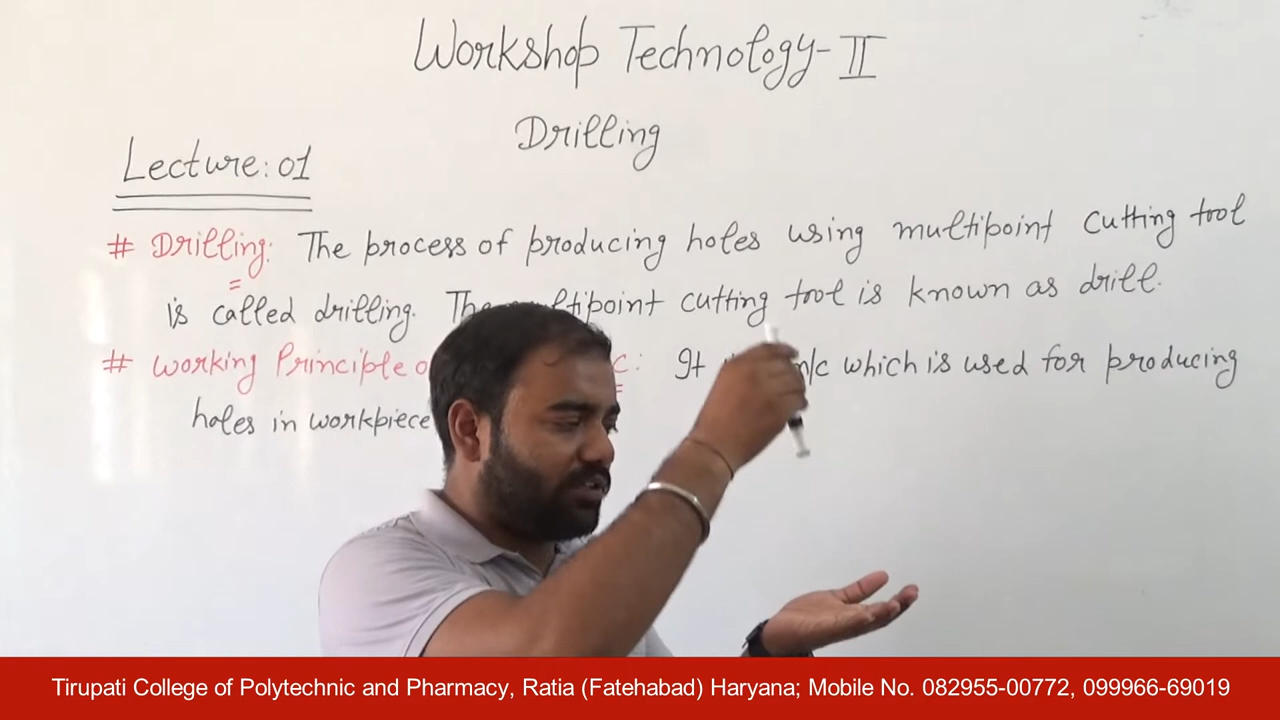 Workshop Technology-II
Drilling
Lecture: 01
# Drilling: The process of producing holes using multipoint cutting tool
is called drilling. The multipoint cutting tool is known as drill.
# Working Principle o c: It m/c which is used for producing
holes in workpiece
Tirupati College of Polytechnic and Pharmacy, Ratia (Fatehabad) Haryana; Mobile No. 082955-00772, 099966-69019